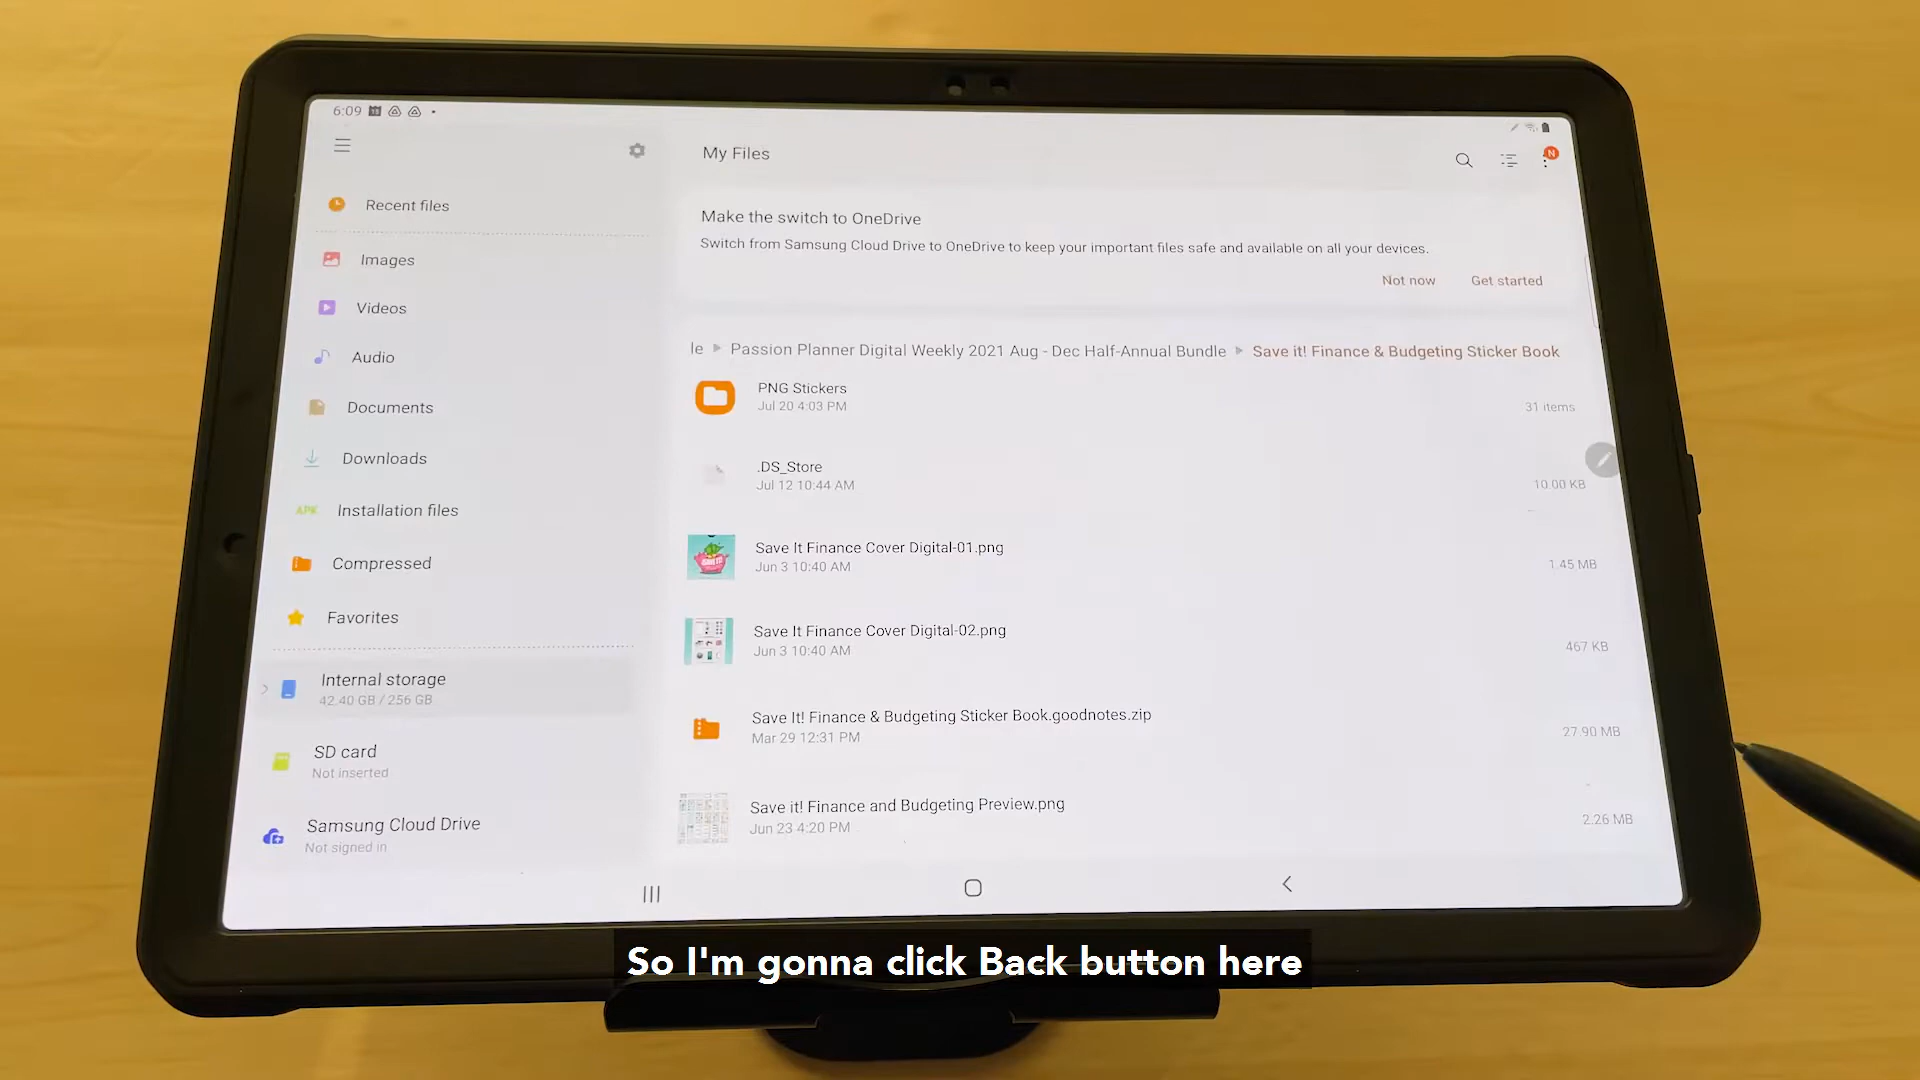 6:09
My Files
N
Recent files
Images
Videos
Audio
Documents
Downloads
APK
Installation files
Compressed
Favorites
Internal storage
42.40 GB / 256 GB
SD card
Not inserted
Samsung Cloud Drive
Not signed in
Make the switch to OneDrive
Switch from Samsung Cloud Drive to OneDrive to keep your important files safe and available on all your devices.
Not now
Get started
le ▶ Passion Planner Digital Weekly 2021 Aug - Dec Half-Annual Bundle ▶ Save it! Finance & Budgeting Sticker Book
PNG Stickers
Jul 20 4:03 PM
31 items
.DS_Store
Jul 12 10:44 AM
10.00 KB
Save It Finance Cover Digital-01.png
Jun 3 10:40 AM
1.45 MB
Save It Finance Cover Digital-02.png
Jun 3 10:40 AM
467 KB
Save It! Finance & Budgeting Sticker Book.goodnotes.zip
Mar 29 12:31 PM
27.90 MB
Save it! Finance and Budgeting Preview.png
Jun 23 4:20 PM
2.26 MB
So I'm gonna click Back button here